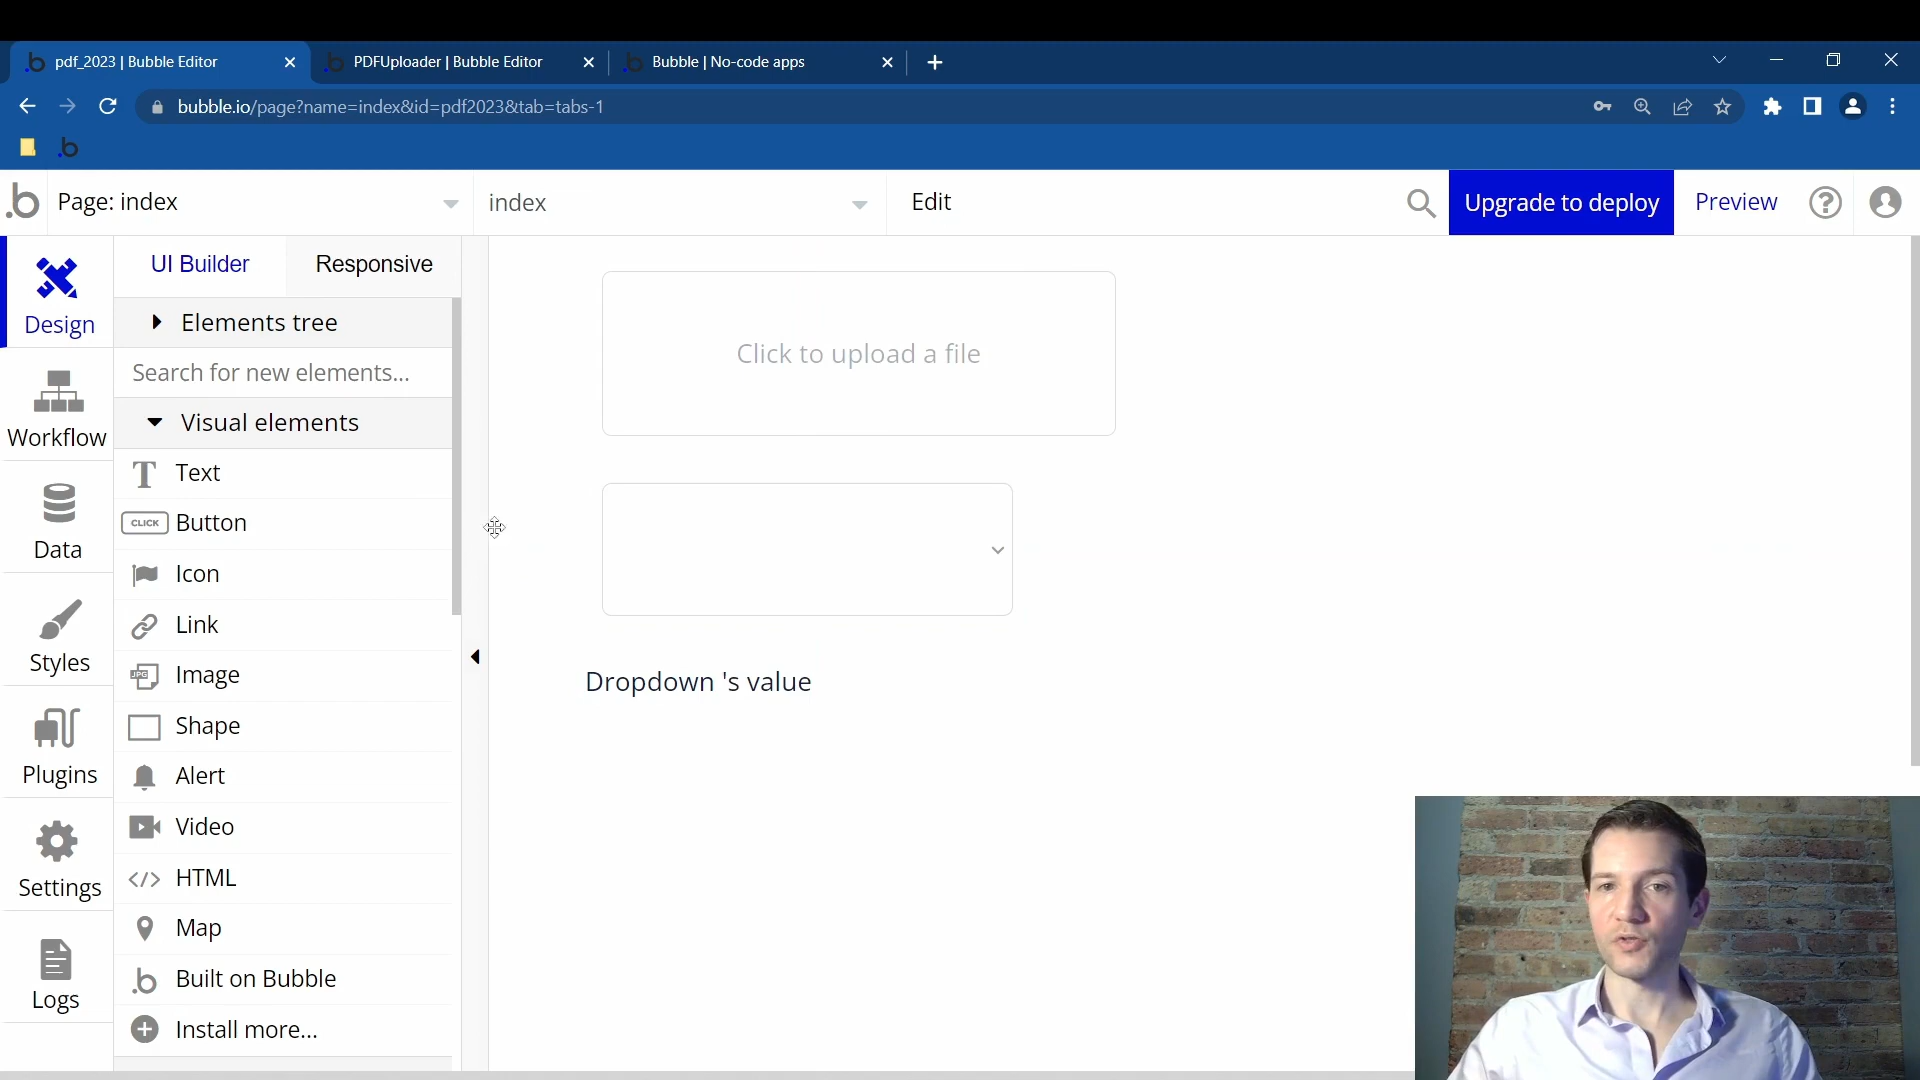 pdf_2023 | Bubble Editor
PDFUploader | Bubble Editor
Bubble | No-code apps
bubble.io/page?name=index&id=pdf2023&tab=tabs-1
Page: index
index
Edit
Upgrade to deploy
Preview
UI Builder
Responsive
Design
Elements tree
Search for new elements...
Workflow
Visual elements
Text
CLICK
Button
Data
Icon
Link
Styles
JPG
Image
Shape
Plugins
Alert
Video
Settings
HTML
Map
Built on Bubble
Logs
Install more...
Click to upload a file
Dropdown 's value